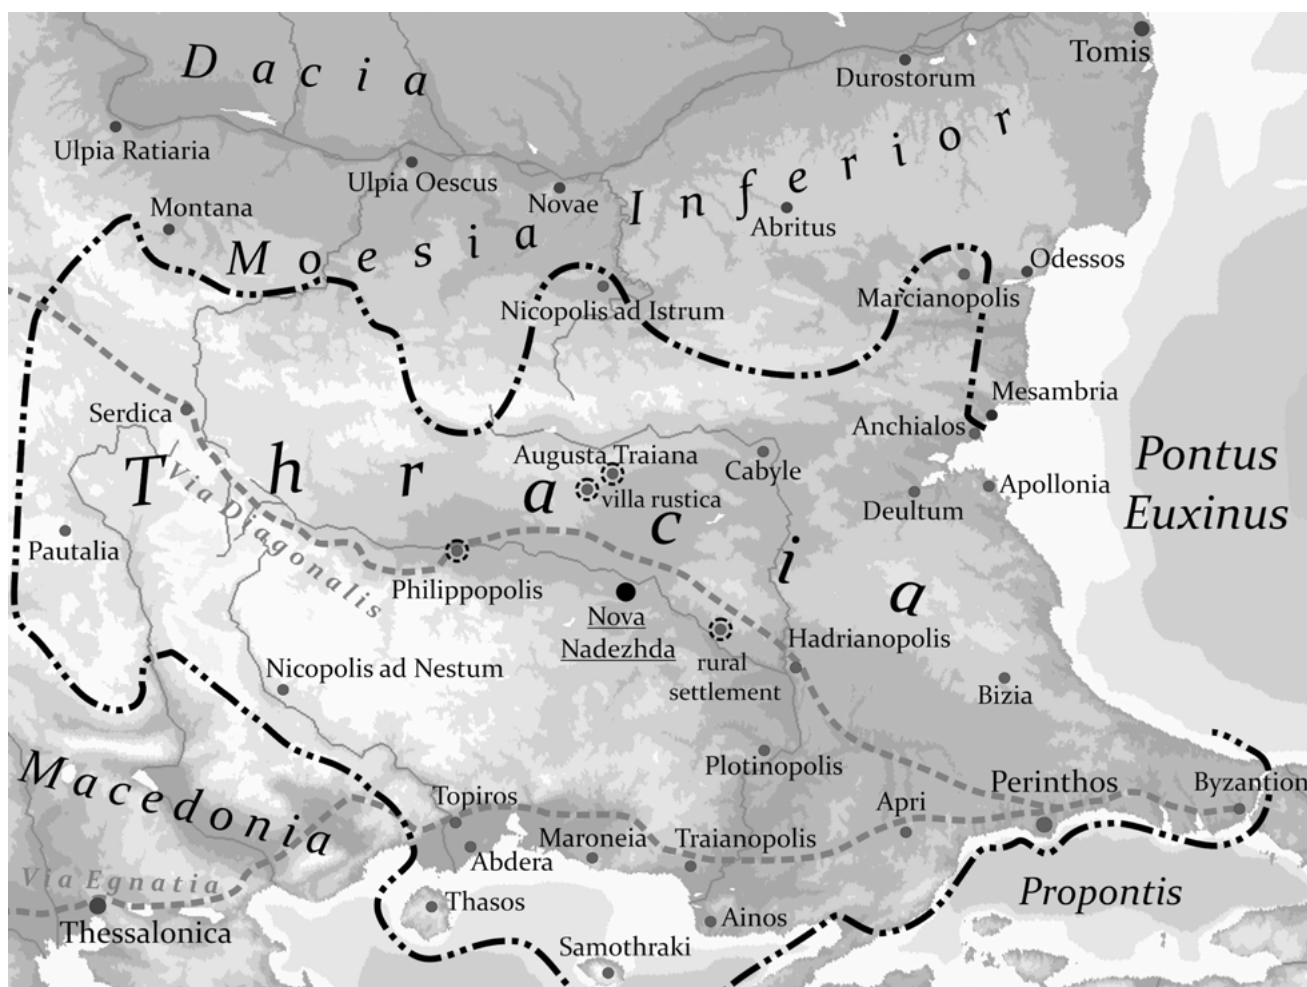 Dacia
Tomis
Durostorum
Ulpia Ratiaria
Ulpia Oescus
Novae
Montana
Moesia Inferior
Abritus
Odessos
Marcianopolis
Nicopolis ad Istrum
Mesambria
Serdica
Anchialos
Thracia
Augusta Traiana
Cabyle
villa rustica
Apollonia
Deultum
Pontus
Euxinus
Via Diagonalis
Pautalia
Philippopolis
Nova
Nadezhda
Hadrianopolis
rural
settlement
Nicopolis ad Nestum
Bizia
Plotinopolis
Macedonia
Perinthos
Byzantion
Topiros
Apri
Maroneia
Traianopolis
Abdera
Via Egnatia
Propontis
Thasos
Ainos
Thessalonica
Samothraki